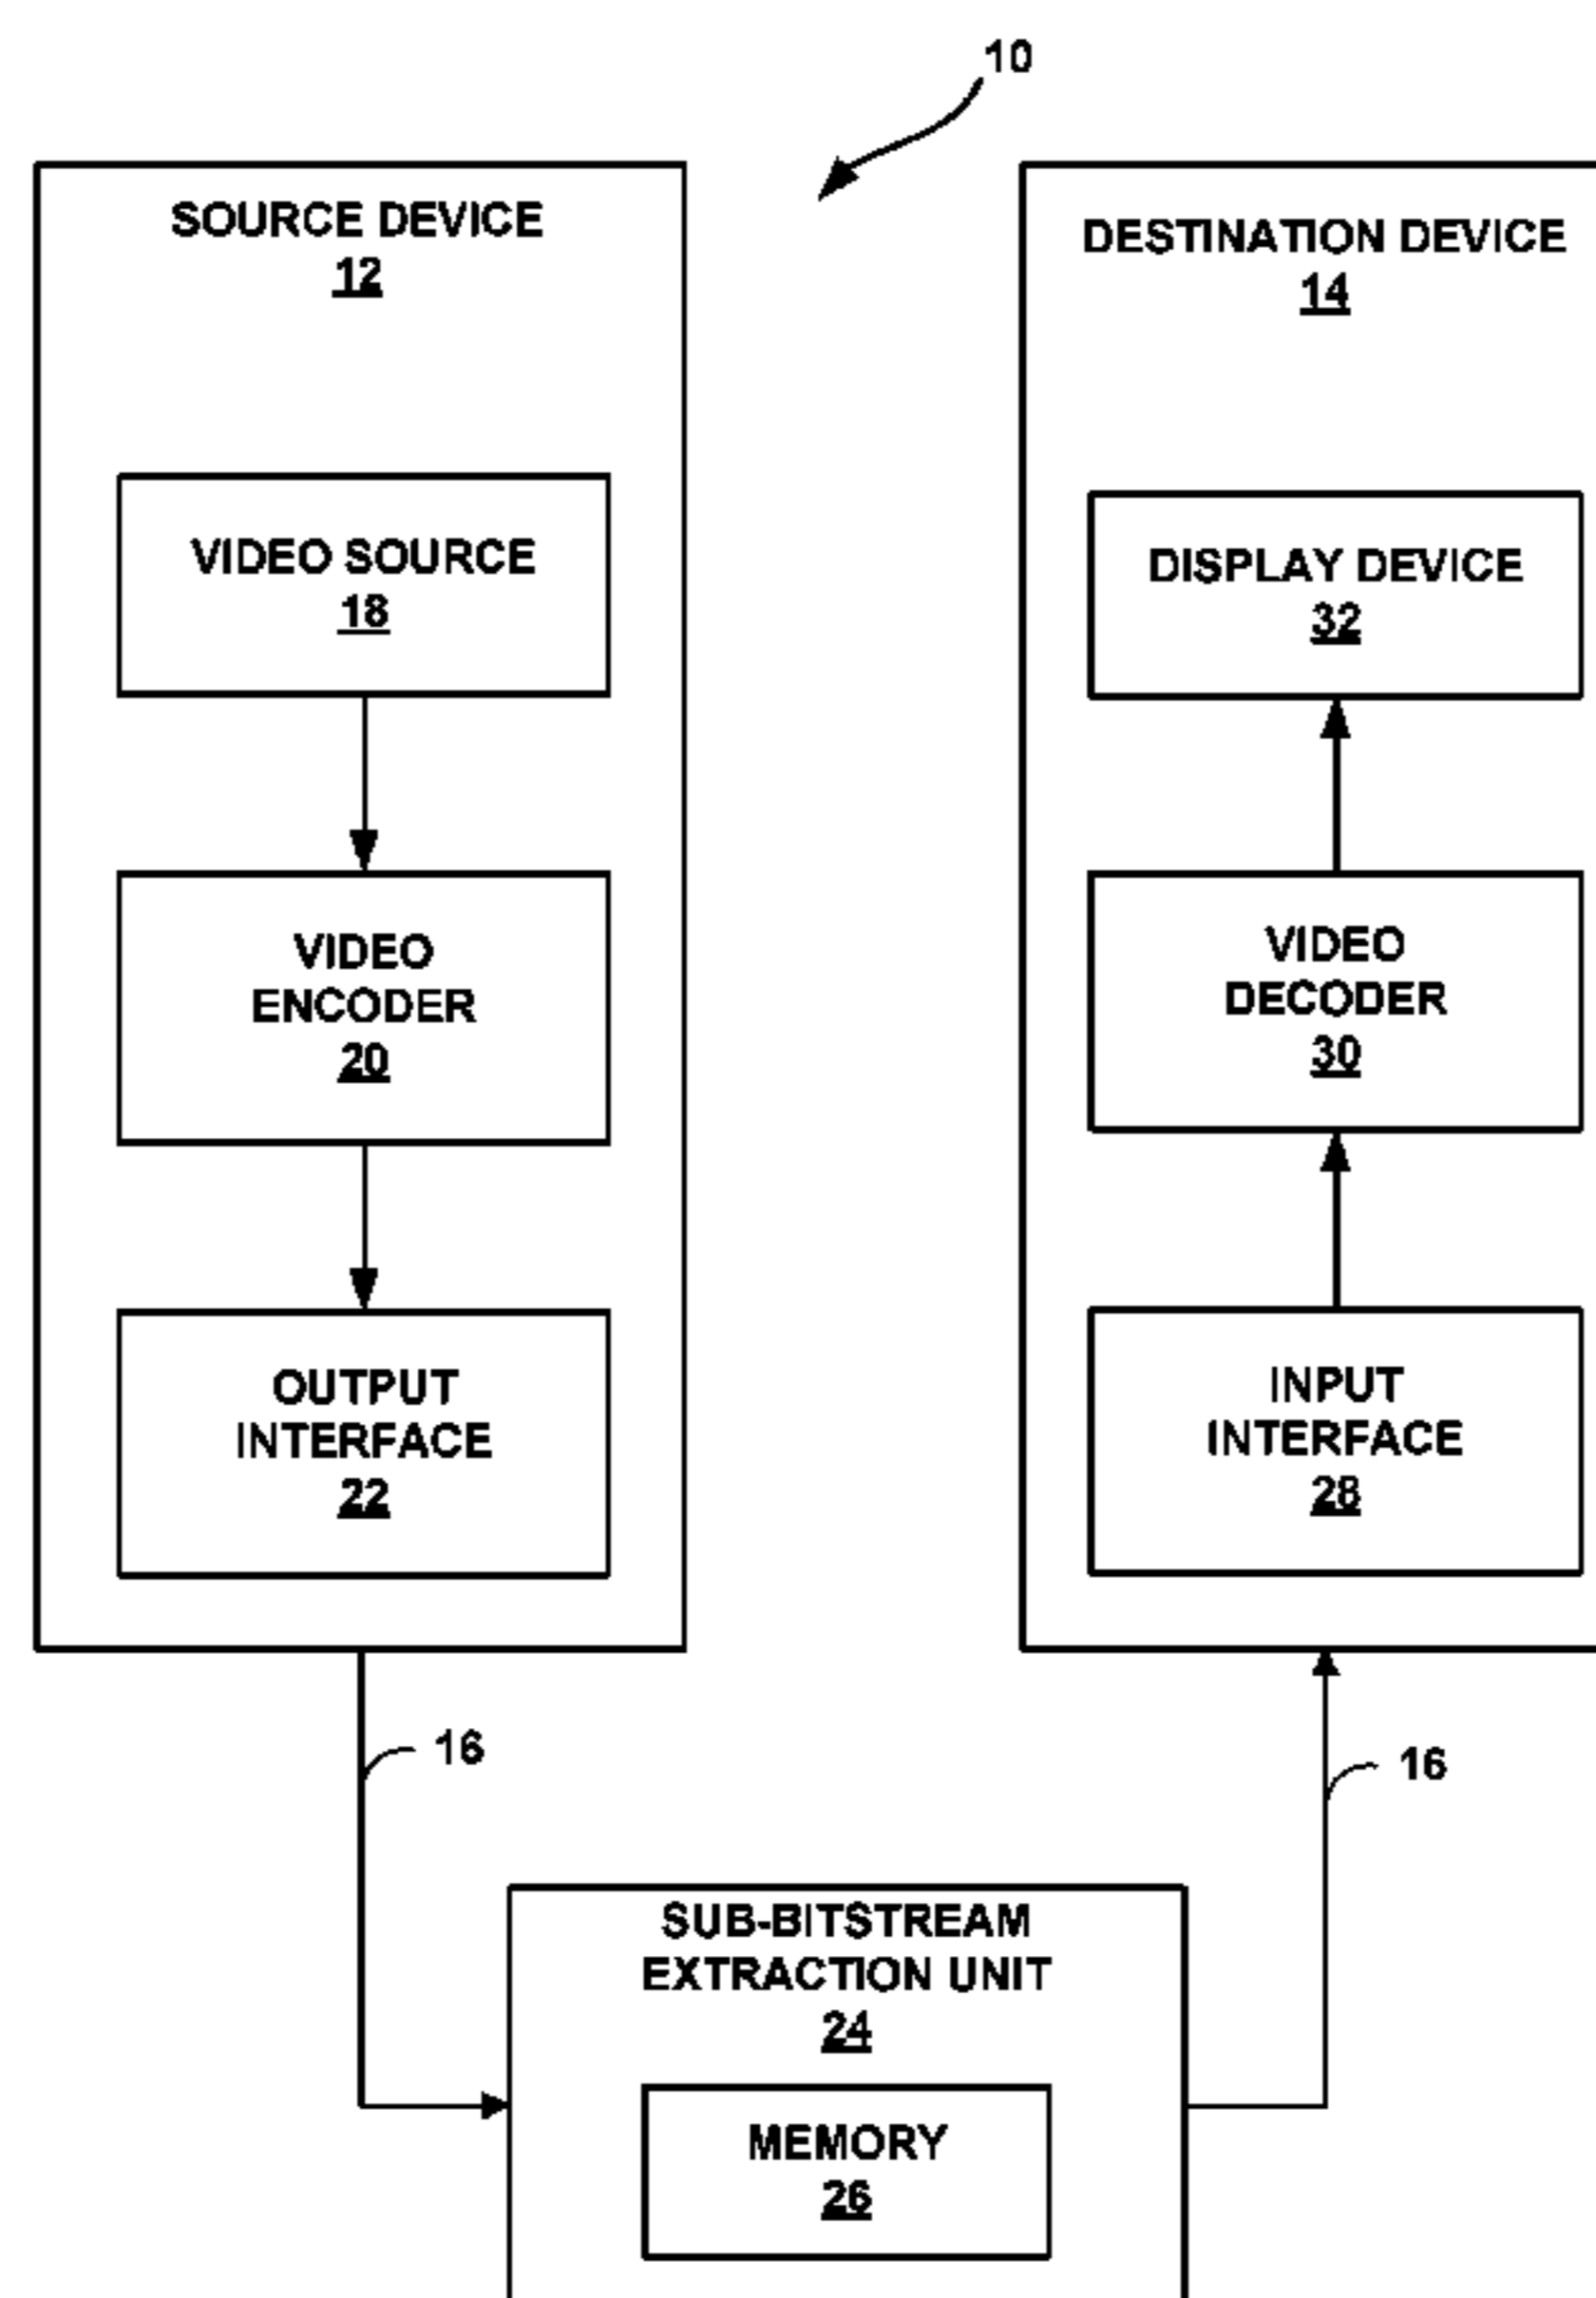 10
SOURCE DEVICE
12
VIDEO SOURCE
18
VIDEO
ENCODER
20
OUTPUT
INTERFACE
22
16
DESTINATION DEVICE
14
DISPLAY DEVICE
32
VIDEO
DECODER
30
INPUT
INTERFACE
28
16
SUB-BITSTREAM
EXTRACTION UNIT
24
MEMORY
26